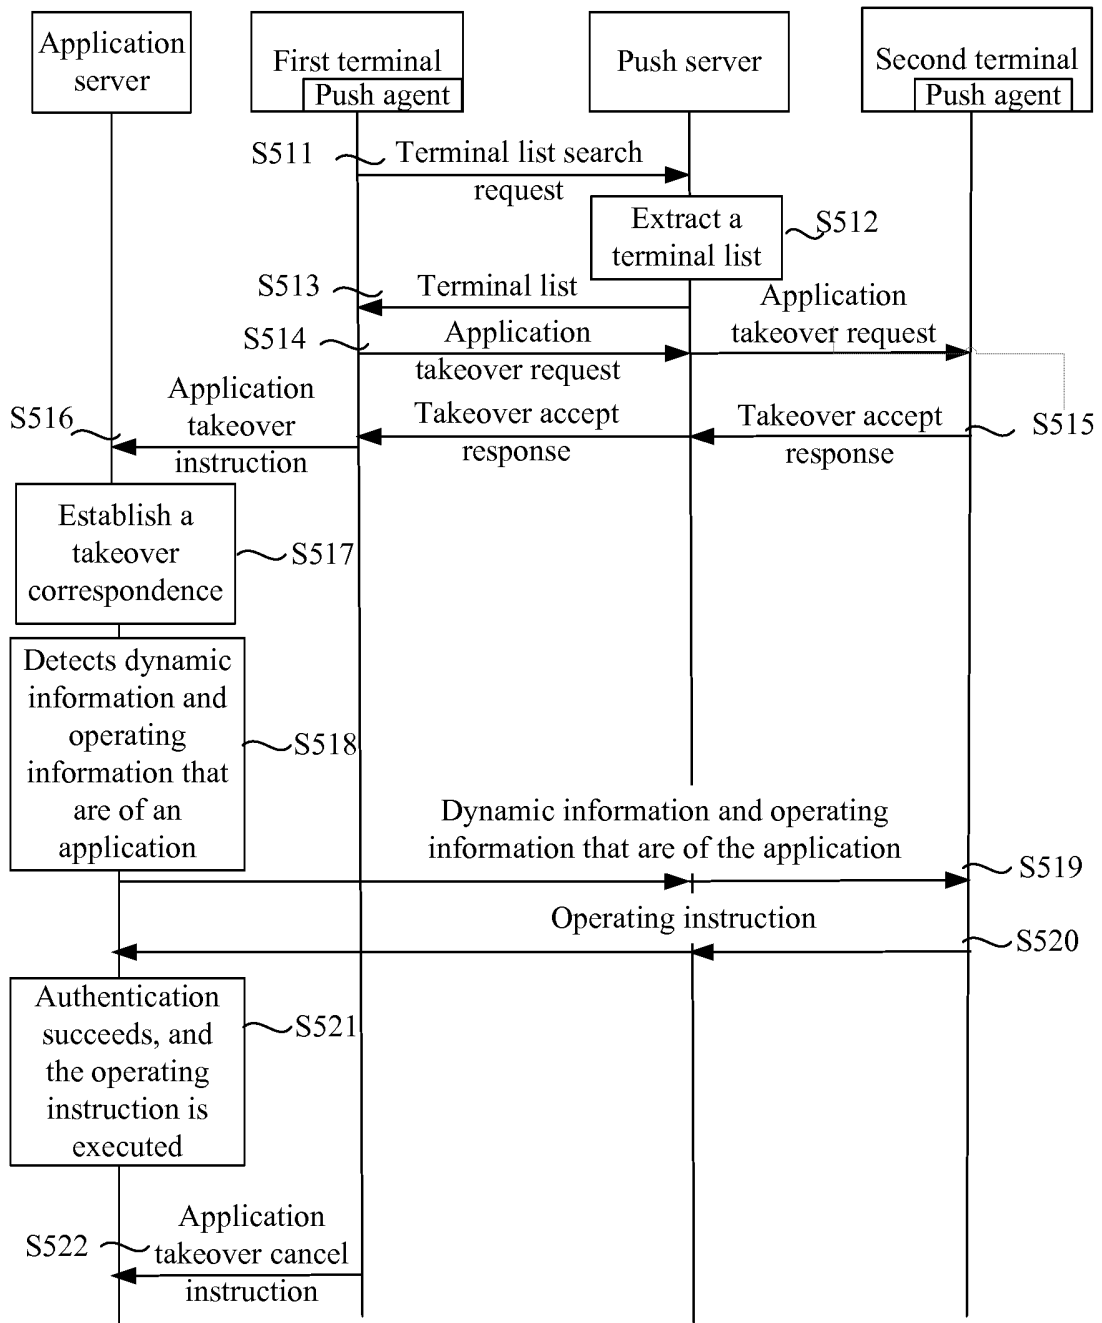 Application
server
First terminal
Push agent
Push server
Second terminal
Push agent
S511
Terminal list search
request
Extract a
terminal list
S512
S513
Terminal list
Application
takeover request
S514
Application
takeover request
Application
takeover
instruction
S516
Takeover accept
response
Takeover accept
response
S515
Establish a
takeover
correspondence
S517
Detects dynamic
information and
operating
information that
are of an
application
S518
Dynamic information and operating
information that are of the application
S519
Operating instruction
S520
Authentication
succeeds, and
the operating
instruction is
executed
S521
S522
Application
takeover cancel
instruction